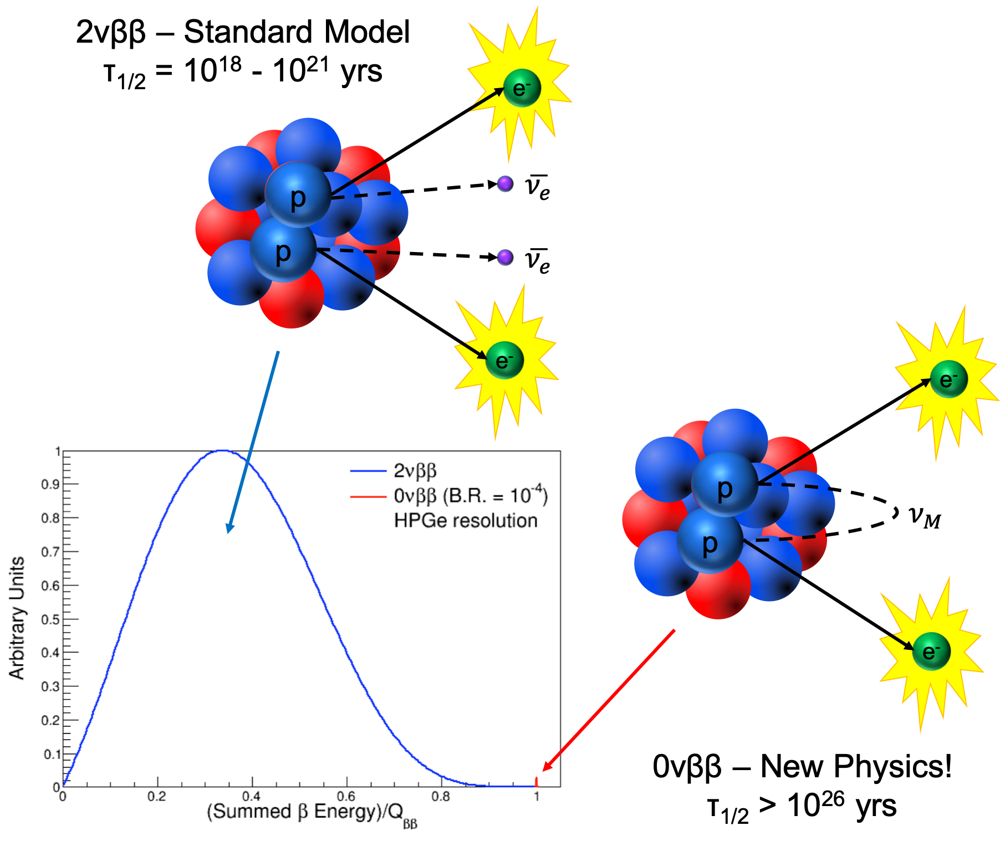 2νββ – Standard Model
τ1/2 = 10^18 - 10^21 yrs
e-
p
ν̅e
p
ν̅e
e-
e-
p
νM
p
e-
2νββ
0νββ (B.R. = 10^-4)
HPGe resolution
Arbitrary Units
1
0.9
0.8
0.7
0.6
0.5
0.4
0.3
0.2
0.1
0
0 0.2 0.4 0.6 0.8 1
(Summed β Energy)/Qββ
0νββ – New Physics!
τ1/2 > 10^26 yrs